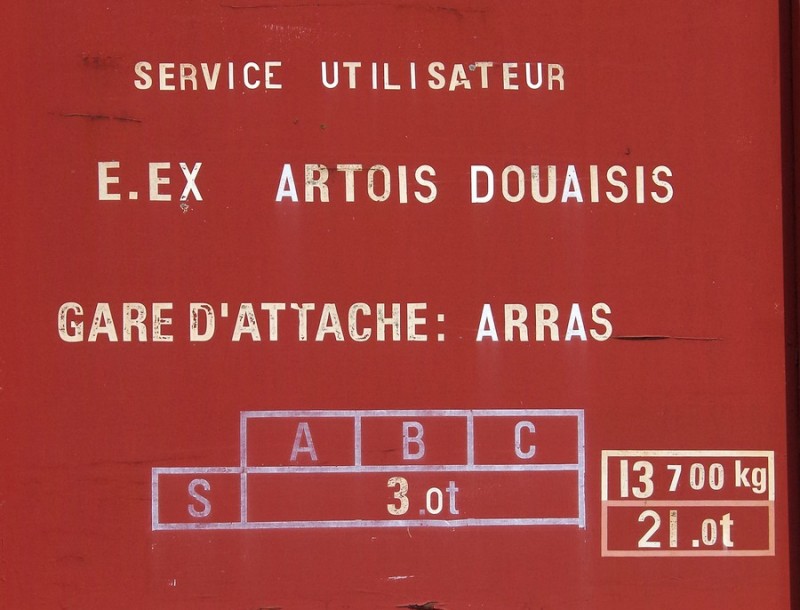 SERVICE UTILISATEUR
E.EX ARTOIS DOUAISIS
GARE D'ATTACHE: ARRAS
A B C
S 3.0t
13 700 kg
21.0t